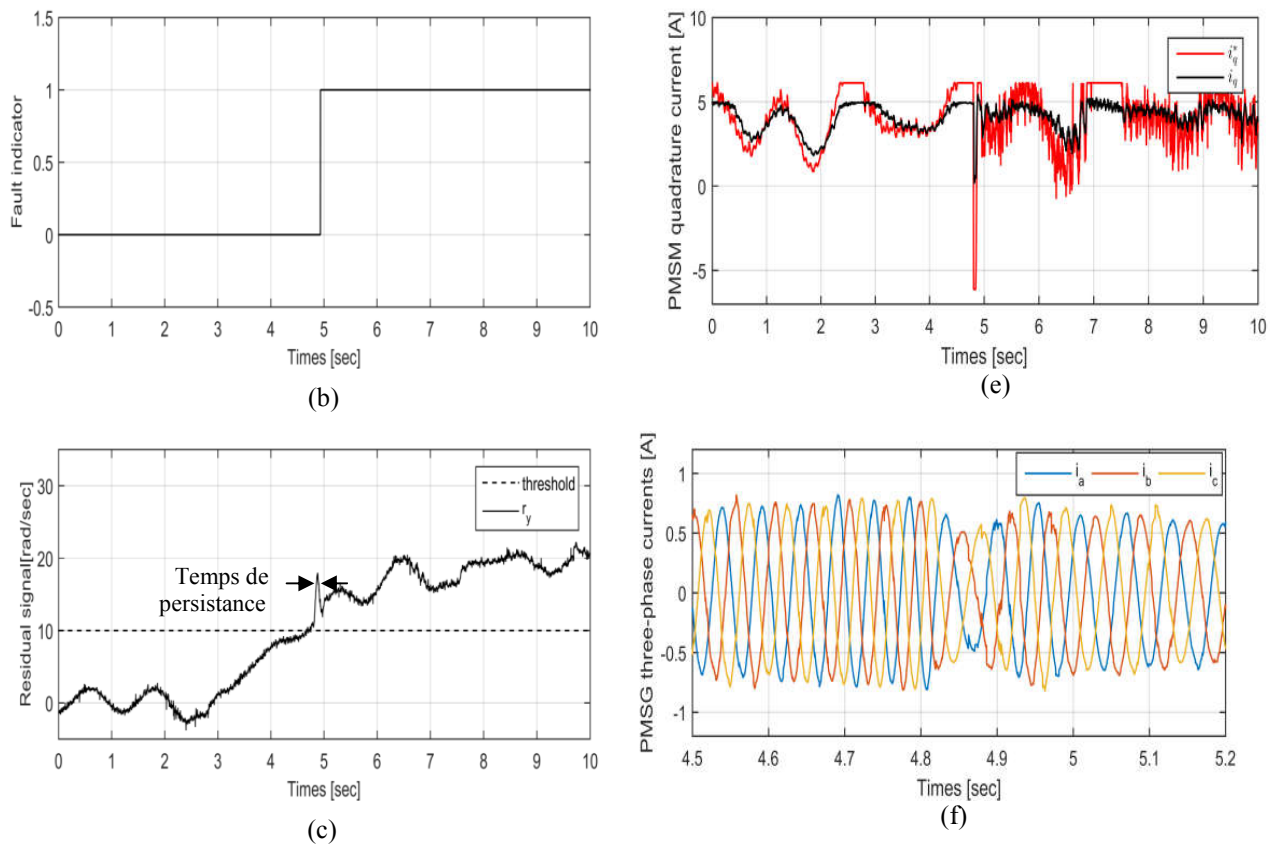 1.5
1
0.5
0
-0.5
Fault indicator
0 1 2 3 4 5 6 7 8 9 10
Times [sec]
(b)
10
5
0
-5
PMSM quadrature current [A]
i*q
iq
0 1 2 3 4 5 6 7 8 9 10
Times [sec]
(e)
30
20
10
0
Residual signal[rad/sec]
threshold
r_y
Temps de
persistance
0 1 2 3 4 5 6 7 8 9 10
Times [sec]
(c)
1
0.5
0
-0.5
-1
PMSG three-phase currents [A]
i_a i_b i_c
4.5 4.6 4.7 4.8 4.9 5 5.1 5.2
Times [sec]
(f)